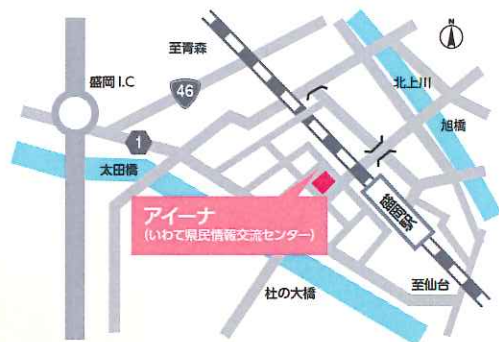 N
至青森
盛岡 I.C
46
北上川
旭橋
1
太田橋
アイーナ
(いわて県民情報交流センター)
盛岡駅
至仙台
杜の大橋